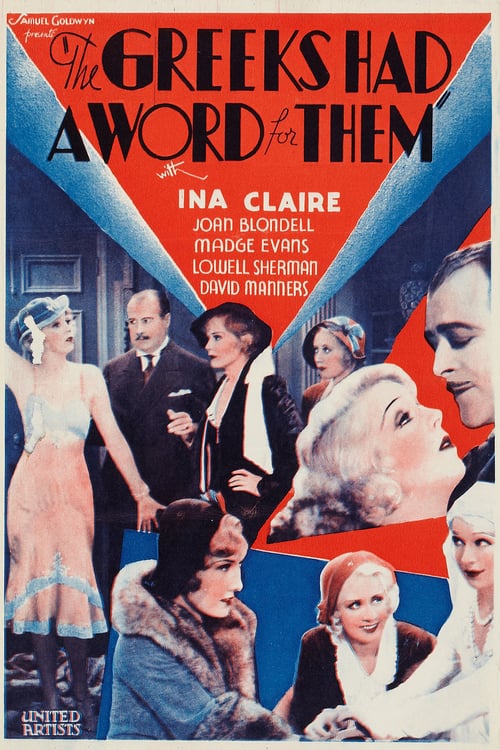 SAMUEL GOLDWYN
presents
"The GREEKS HAD
A WORD for THEM"
with
INA CLAIRE
JOAN BLONDELL
MADGE EVANS
LOWELL SHERMAN
DAVID MANNERS
UNITED
ARTISTS